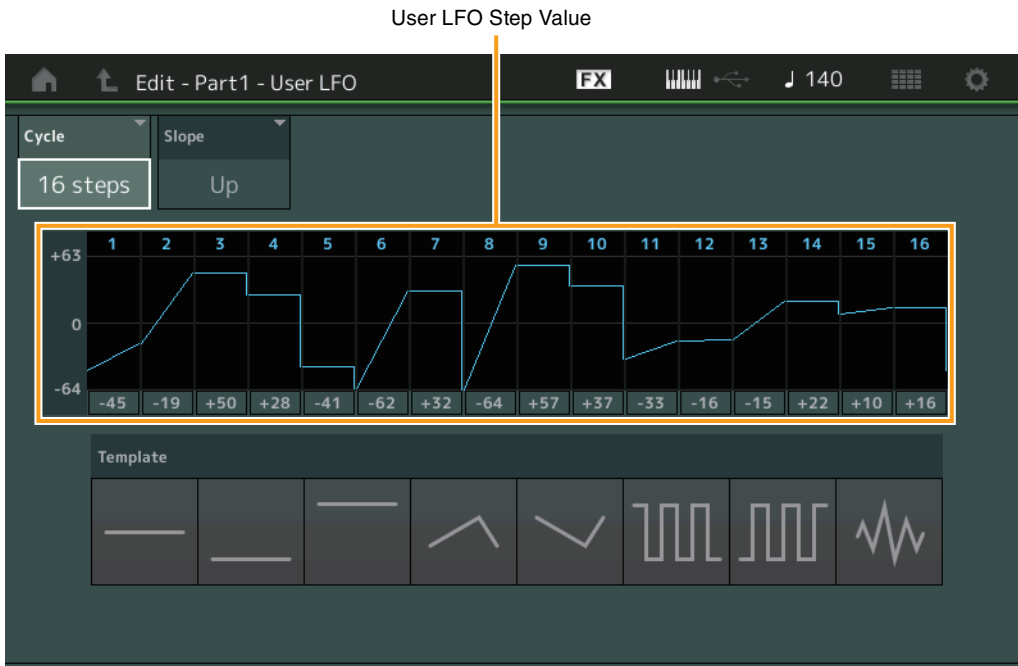 User LFO Step Value
Edit - Part1 - User LFO FX ♩ 140
Cycle Slope
16 steps Up
1 2 3 4 5 6 7 8 9 10 11 12 13 14 15 16
+63
0
-64
-45 -19 +50 +28 -41 -62 +32 -64 +57 +37 -33 -16 -15 +22 +10 +16
Template